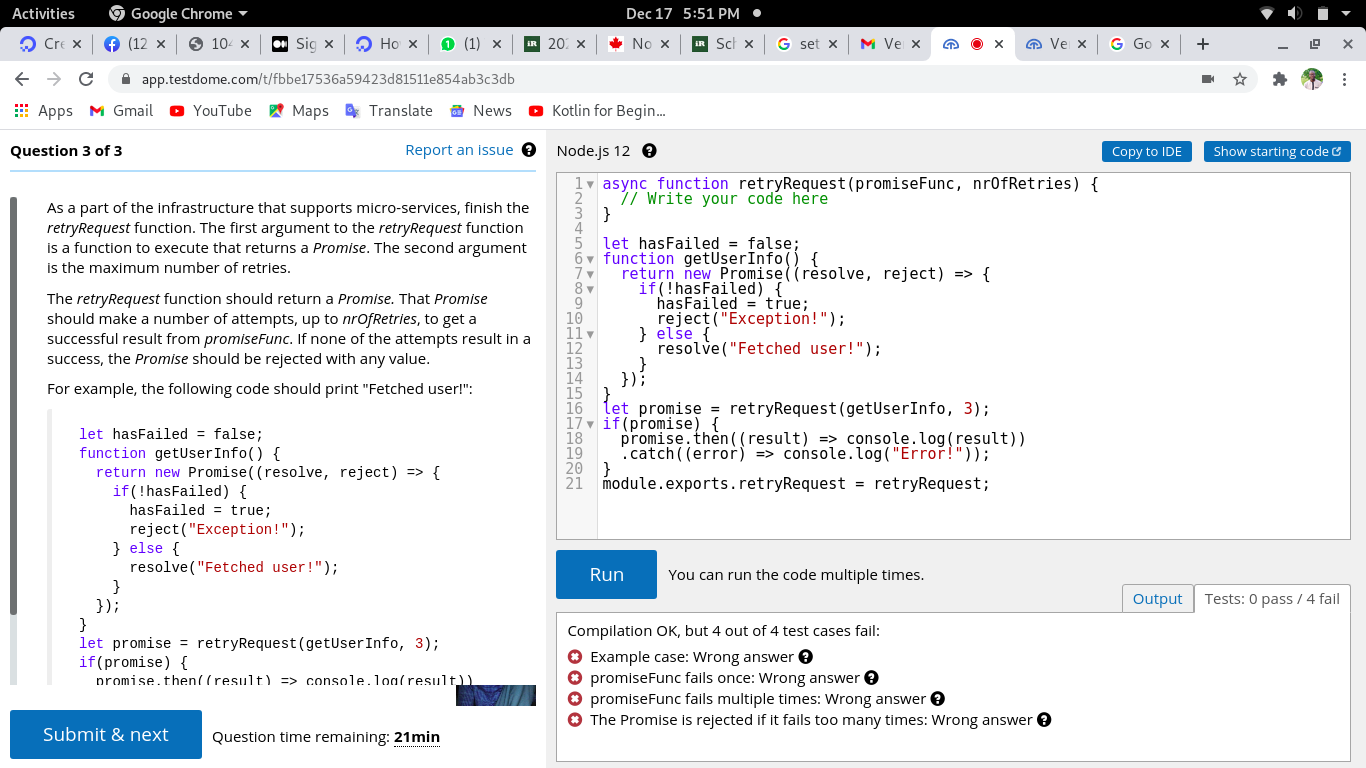 Activities Google Chrome Dec 17 5:51 PM
Cre (12 104 Sig Ho (1) 202 No Sch set Ve Ve Go
app.testdome.com/t/fbbe17536a59423d81511e854ab3c3db
Apps Gmail YouTube Maps Translate News Kotlin for Begin...
Question 3 of 3 Report an issue ?
As a part of the infrastructure that supports micro-services, finish the
retryRequest function. The first argument to the retryRequest function
is a function to execute that returns a Promise. The second argument
is the maximum number of retries.
The retryRequest function should return a Promise. That Promise
should make a number of attempts, up to nrOfRetries, to get a
successful result from promiseFunc. If none of the attempts result in a
success, the Promise should be rejected with any value.
For example, the following code should print "Fetched user!":
let hasFailed = false;
function getUserInfo() {
return new Promise((resolve, reject) => {
if(!hasFailed) {
hasFailed = true;
reject("Exception!");
} else {
resolve("Fetched user!");
}
});
}
let promise = retryRequest(getUserInfo, 3);
if(promise) {
promise.then((result) => console.log(result))
Submit & next Question time remaining: 21min
Node.js 12 ? Copy to IDE Show starting code
1 async function retryRequest(promiseFunc, nrOfRetries) {
2 // Write your code here
3 }
4
5 let hasFailed = false;
6 function getUserInfo() {
7 return new Promise((resolve, reject) => {
8 if(!hasFailed) {
9 hasFailed = true;
10 reject("Exception!");
11 } else {
12 resolve("Fetched user!");
13 }
14 });
15 }
16 let promise = retryRequest(getUserInfo, 3);
17 if(promise) {
18 promise.then((result) => console.log(result))
19 .catch((error) => console.log("Error!"));
20 }
21 module.exports.retryRequest = retryRequest;
Run You can run the code multiple times.
Output Tests: 0 pass / 4 fail
Compilation OK, but 4 out of 4 test cases fail:
Example case: Wrong answer ?
promiseFunc fails once: Wrong answer ?
promiseFunc fails multiple times: Wrong answer ?
The Promise is rejected if it fails too many times: Wrong answer ?